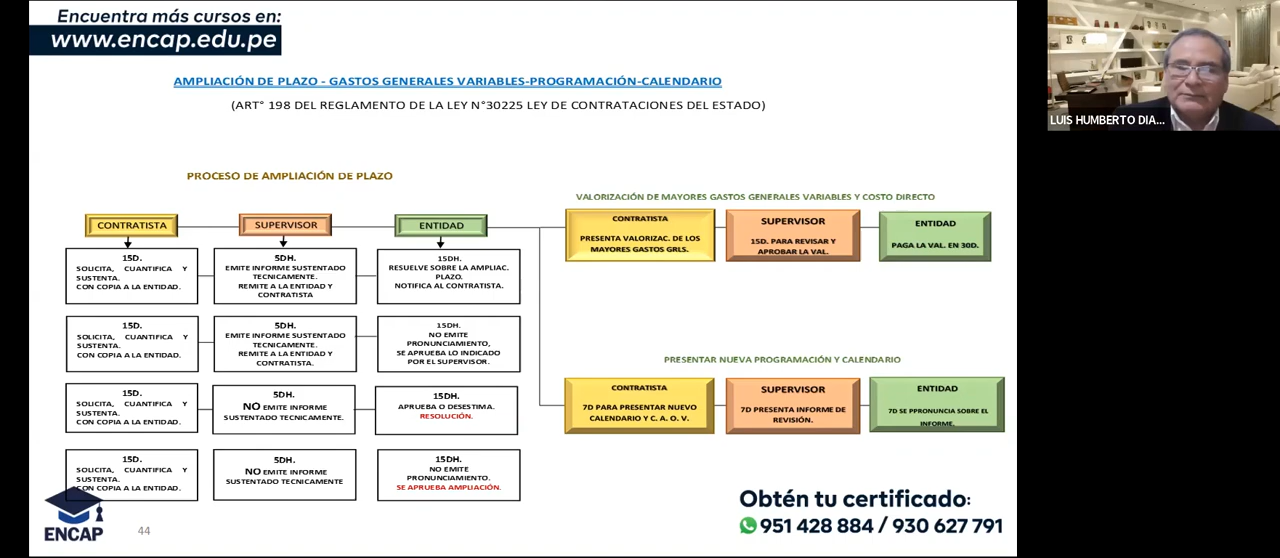 Encuentra más cursos en:
www.encap.edu.pe
LUIS HUMBERTO DIA...
AMPLIACIÓN DE PLAZO - GASTOS GENERALES VARIABLES-PROGRAMACIÓN-CALENDARIO
(ART° 198 DEL REGLAMENTO DE LA LEY N°30225 LEY DE CONTRATACIONES DEL ESTADO)
PROCESO DE AMPLIACIÓN DE PLAZO
CONTRATISTA
SUPERVISOR
ENTIDAD
15D.
SOLICITA, CUANTIFICA Y
SUSTENTA.
CON COPIA A LA ENTIDAD.
5DH.
EMITE INFORME SUSTENTADO
TECNICAMENTE.
REMITE A LA ENTIDAD Y
CONTRATISTA
15DH.
RESUELVE SOBRE LA AMPLIAC.
PLAZO.
NOTIFICA AL CONTRATISTA.
15D.
SOLICITA, CUANTIFICA Y
SUSTENTA.
CON COPIA A LA ENTIDAD.
5DH.
EMITE INFORME SUSTENTADO
TECNICAMENTE.
REMITE A LA ENTIDAD Y
CONTRATISTA.
15DH.
NO EMITE
PRONUNCIAMIENTO,
SE APRUEBA LO INDICADO
POR EL SUPERVISOR.
15D.
SOLICITA, CUANTIFICA Y
SUSTENTA.
CON COPIA A LA ENTIDAD.
5DH.
NO EMITE INFORME
SUSTENTADO TECNICAMENTE.
15DH.
APRUEBA O DESESTIMA.
RESOLUCIÓN.
15D.
SOLICITA, CUANTIFICA Y
SUSTENTA.
CON COPIA A LA ENTIDAD.
5DH.
NO EMITE INFORME
SUSTENTADO TECNICAMENTE
15DH.
NO EMITE
PRONUNCIAMIENTO.
SE APRUEBA AMPLIACIÓN.
VALORIZACIÓN DE MAYORES GASTOS GENERALES VARIABLES Y COSTO DIRECTO
CONTRATISTA
PRESENTA VALORIZAC. DE LOS
MAYORES GASTOS GRLS.
SUPERVISOR
15D. PARA REVISAR Y
APROBAR LA VAL.
ENTIDAD
PAGA LA VAL. EN 30D.
PRESENTAR NUEVA PROGRAMACIÓN Y CALENDARIO
CONTRATISTA
7D PARA PRESENTAR NUEVO
CALENDARIO Y C. A. O. V.
SUPERVISOR
7D PRESENTA INFORME DE
REVISIÓN.
ENTIDAD
7D SE PPRONUNCIA SOBRE EL
INFORME.
ENCAP
44
Obtén tu certificado:
951 428 884 / 930 627 791